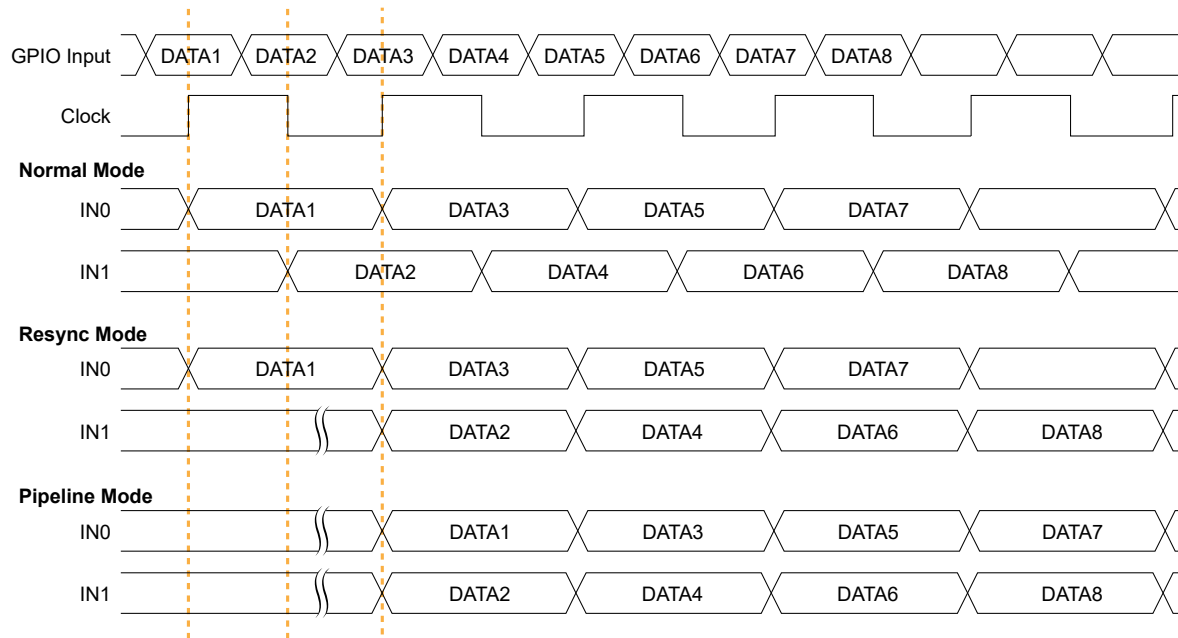 GPIO Input DATA1 DATA2 DATA3 DATA4 DATA5 DATA6 DATA7 DATA8
Clock
Normal Mode
IN0 DATA1 DATA3 DATA5 DATA7
IN1 DATA2 DATA4 DATA6 DATA8
Resync Mode
IN0 DATA1 DATA3 DATA5 DATA7
IN1 DATA2 DATA4 DATA6 DATA8
Pipeline Mode
IN0 DATA1 DATA3 DATA5 DATA7
IN1 DATA2 DATA4 DATA6 DATA8